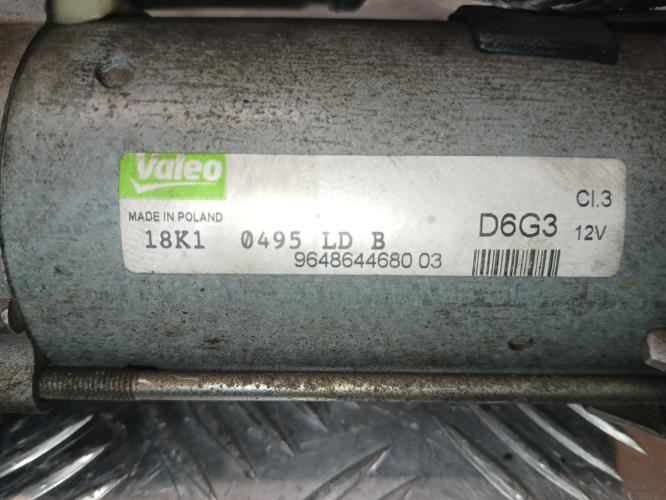 Valeo
MADE IN POLAND
18K1 0495 LD B
9648644680 03
D6G3
Cl.3
12V